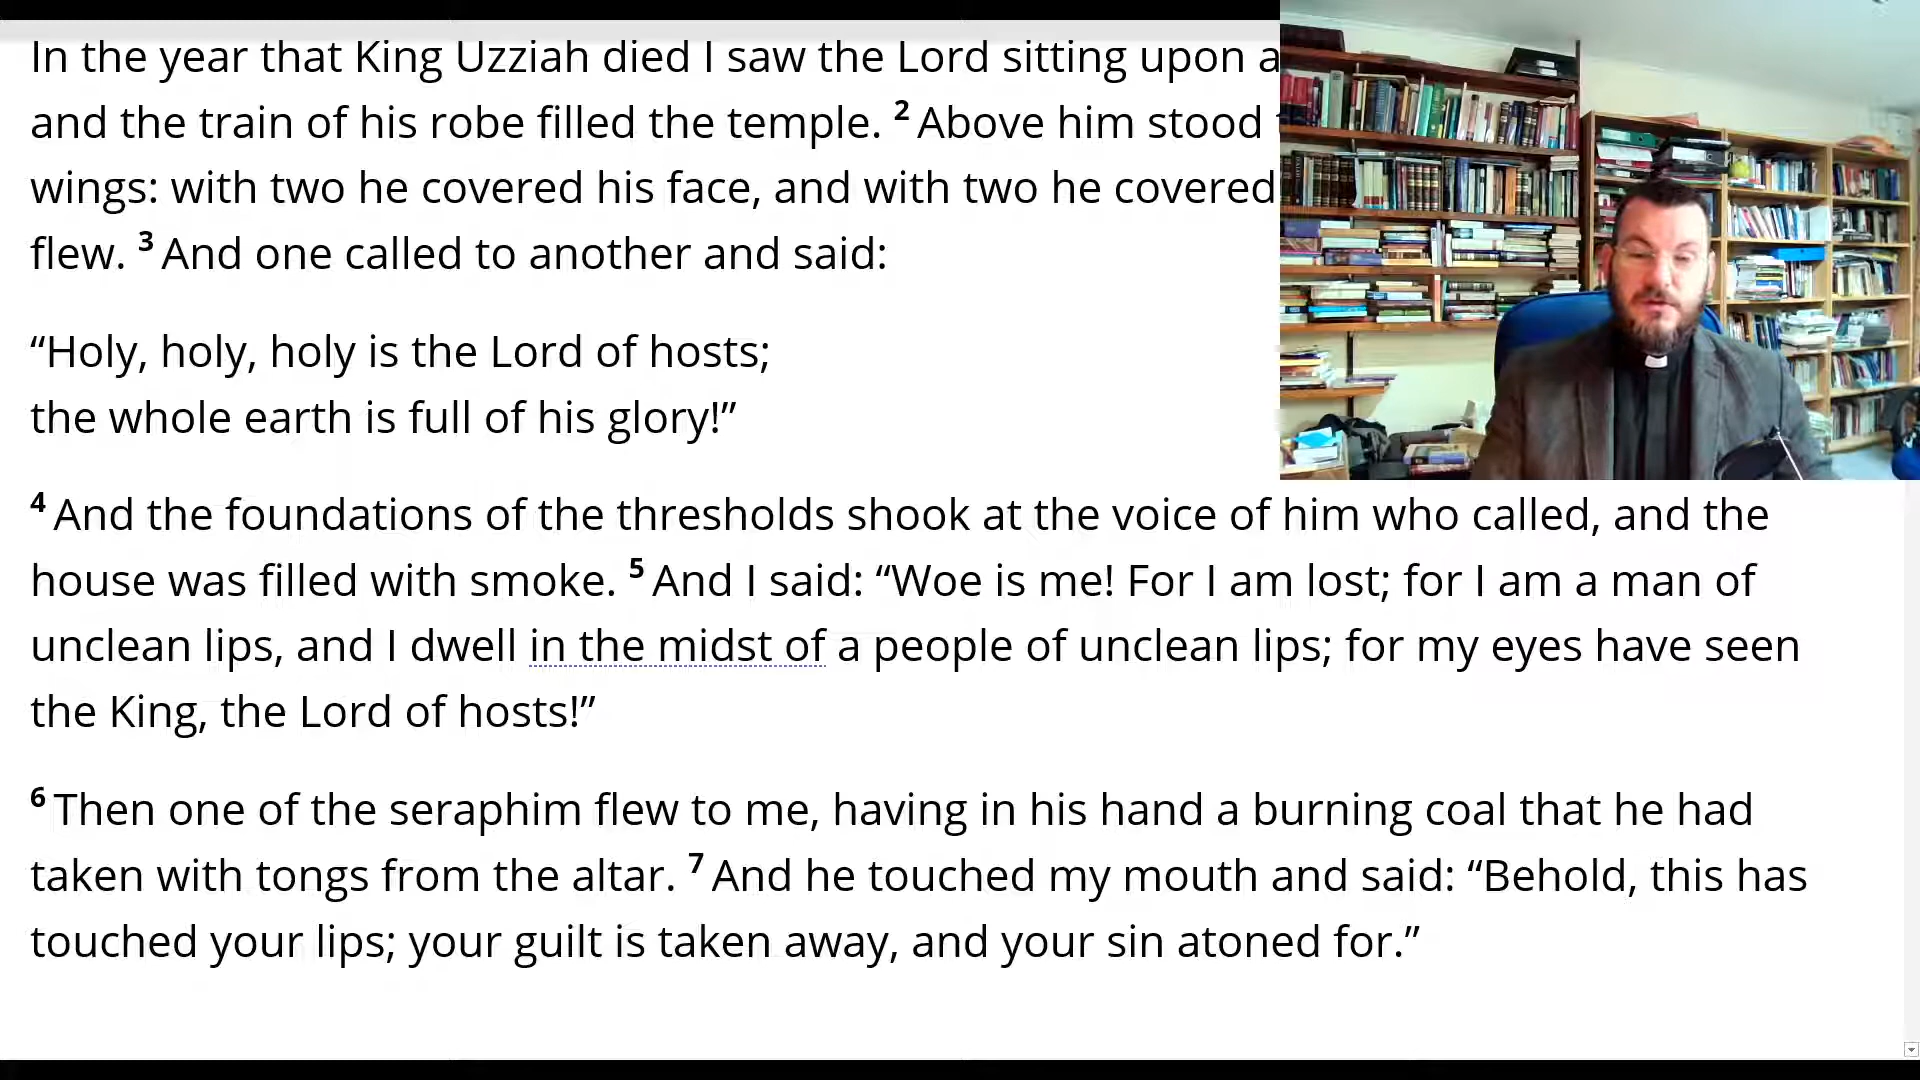 In the year that King Uzziah died I saw the Lord sitting upon a
and the train of his robe filled the temple. 2 Above him stood
wings: with two he covered his face, and with two he covered
flew. 3 And one called to another and said:
“Holy, holy, holy is the Lord of hosts;
the whole earth is full of his glory!”
4 And the foundations of the thresholds shook at the voice of him who called, and the
house was filled with smoke. 5 And I said: “Woe is me! For I am lost; for I am a man of
unclean lips, and I dwell in the midst of a people of unclean lips; for my eyes have seen
the King, the Lord of hosts!”
6 Then one of the seraphim flew to me, having in his hand a burning coal that he had
taken with tongs from the altar. 7 And he touched my mouth and said: “Behold, this has
touched your lips; your guilt is taken away, and your sin atoned for.”